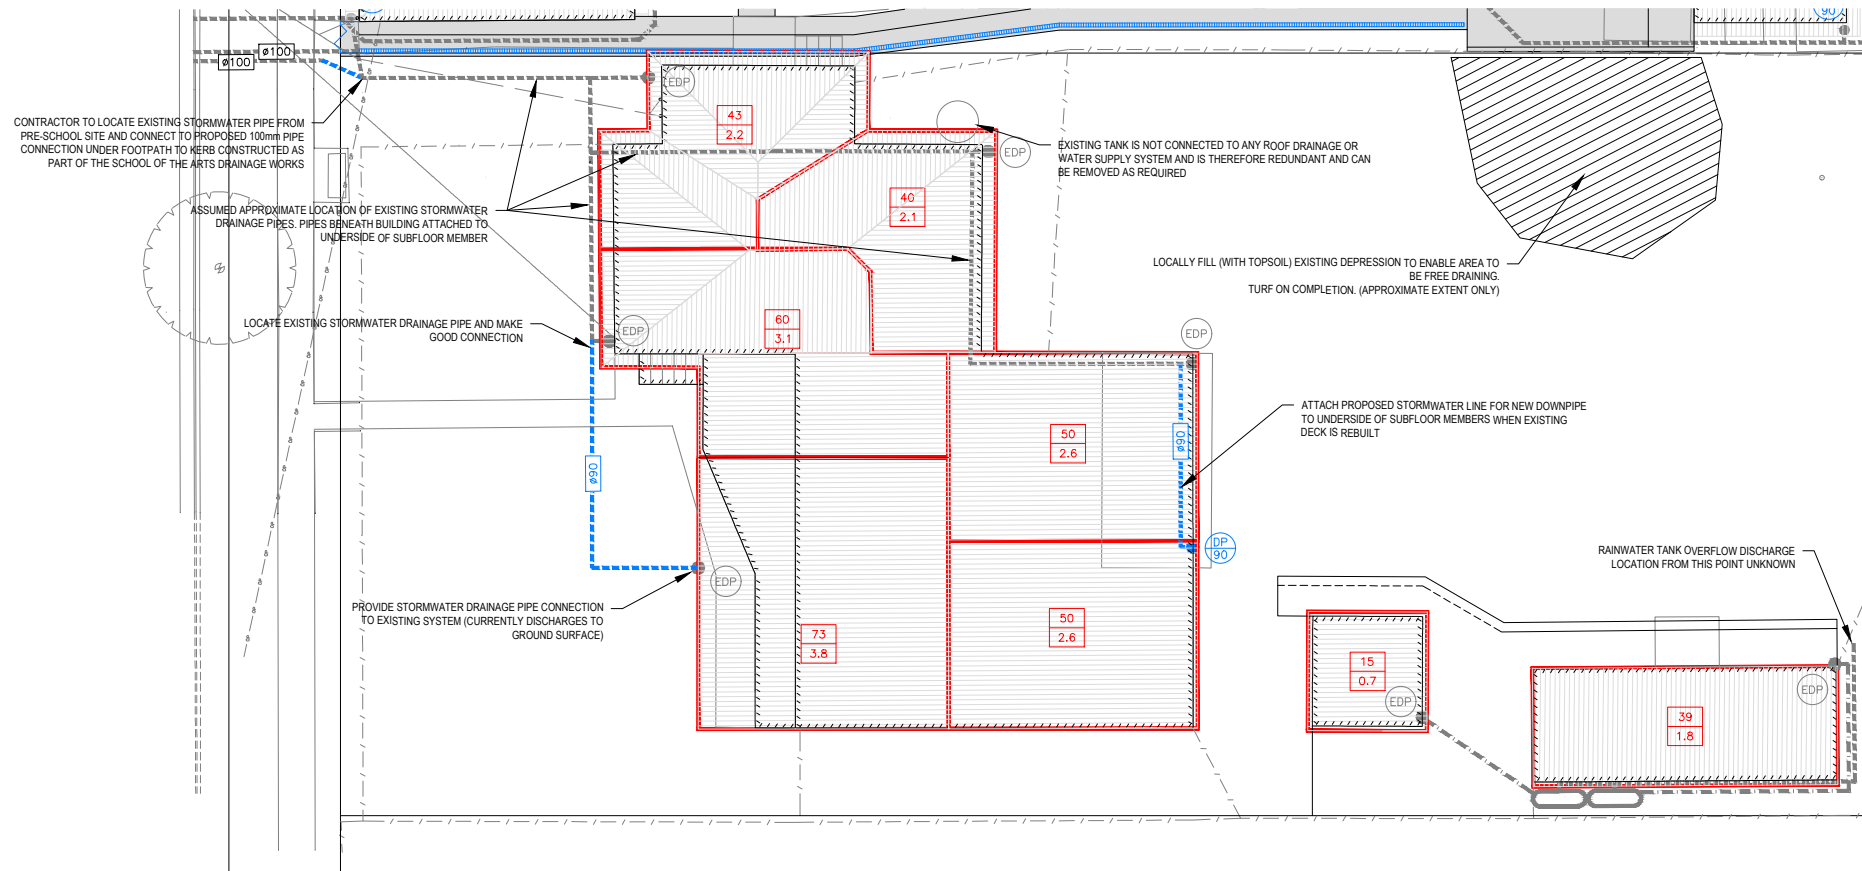 90
ø100
ø100
CONTRACTOR TO LOCATE EXISTING STORMWATER PIPE FROM
PRE-SCHOOL SITE AND CONNECT TO PROPOSED 100mm PIPE
CONNECTION UNDER FOOTPATH TO KERB CONSTRUCTED AS
PART OF THE SCHOOL OF THE ARTS DRAINAGE WORKS
EDP
43
2.2
EDP
EXISTING TANK IS NOT CONNECTED TO ANY ROOF DRAINAGE OR
WATER SUPPLY SYSTEM AND IS THEREFORE REDUNDANT AND CAN
BE REMOVED AS REQUIRED
ASSUMED APPROXIMATE LOCATION OF EXISTING STORMWATER
DRAINAGE PIPES. PIPES BENEATH BUILDING ATTACHED TO
UNDERSIDE OF SUBFLOOR MEMBER
40
2.1
LOCALLY FILL (WITH TOPSOIL) EXISTING DEPRESSION TO ENABLE AREA TO
BE FREE DRAINING.
TURF ON COMPLETION. (APPROXIMATE EXTENT ONLY)
LOCATE EXISTING STORMWATER DRAINAGE PIPE AND MAKE
GOOD CONNECTION
EDP
60
3.1
EDP
ATTACH PROPOSED STORMWATER LINE FOR NEW DOWNPIPE
TO UNDERSIDE OF SUBFLOOR MEMBERS WHEN EXISTING
DECK IS REBUILT
50
2.6
ø90
ø90
DP
90
RAINWATER TANK OVERFLOW DISCHARGE
LOCATION FROM THIS POINT UNKNOWN
EDP
PROVIDE STORMWATER DRAINAGE PIPE CONNECTION
TO EXISTING SYSTEM (CURRENTLY DISCHARGES TO
GROUND SURFACE)
73
3.8
50
2.6
15
0.7
EDP
EDP
39
1.8